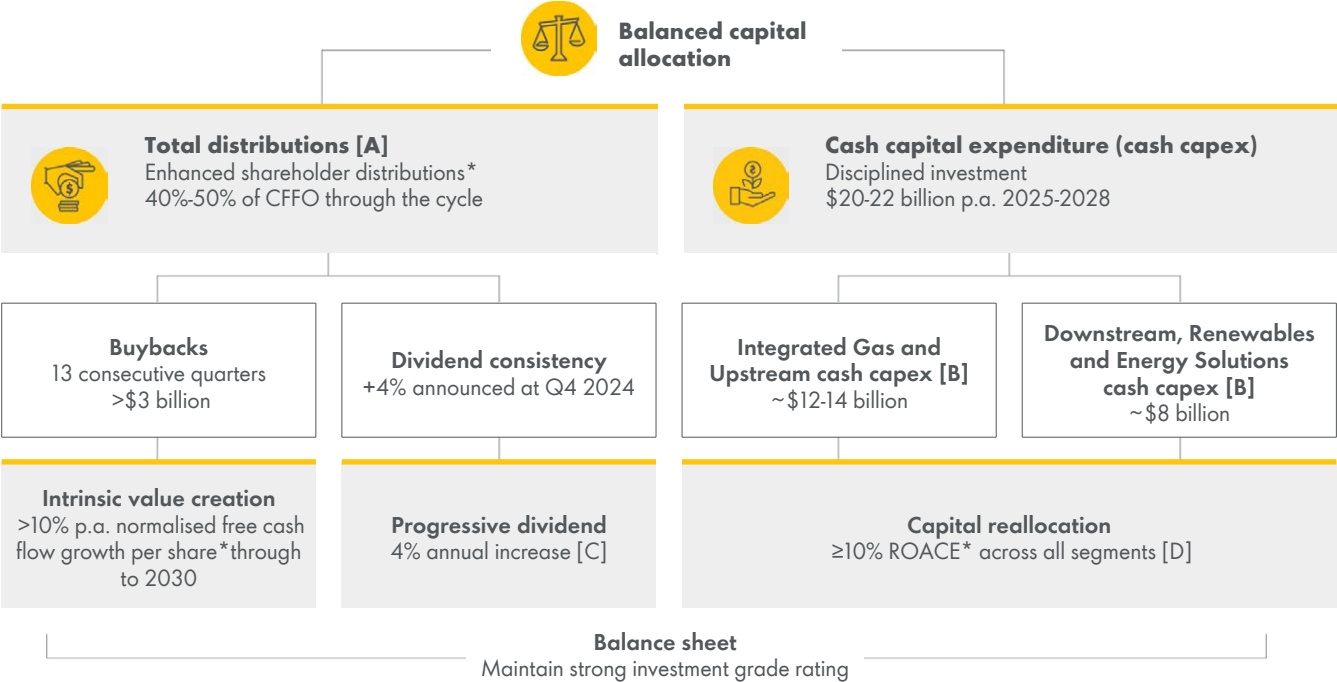 Balanced capital
allocation
Total distributions [A]
Enhanced shareholder distributions*
40%-50% of CFFO through the cycle
Cash capital expenditure (cash capex)
Disciplined investment
$20-22 billion p.a. 2025-2028
Buybacks
13 consecutive quarters
>$3 billion
Dividend consistency
+4% announced at Q4 2024
Integrated Gas and
Upstream cash capex [B]
~$12-14 billion
Downstream, Renewables
and Energy Solutions
cash capex [B]
~$8 billion
Intrinsic value creation
>10% p.a. normalised free cash
flow growth per share*through
to 2030
Progressive dividend
4% annual increase [C]
Capital reallocation
≥10% ROACE* across all segments [D]
Balance sheet
Maintain strong investment grade rating